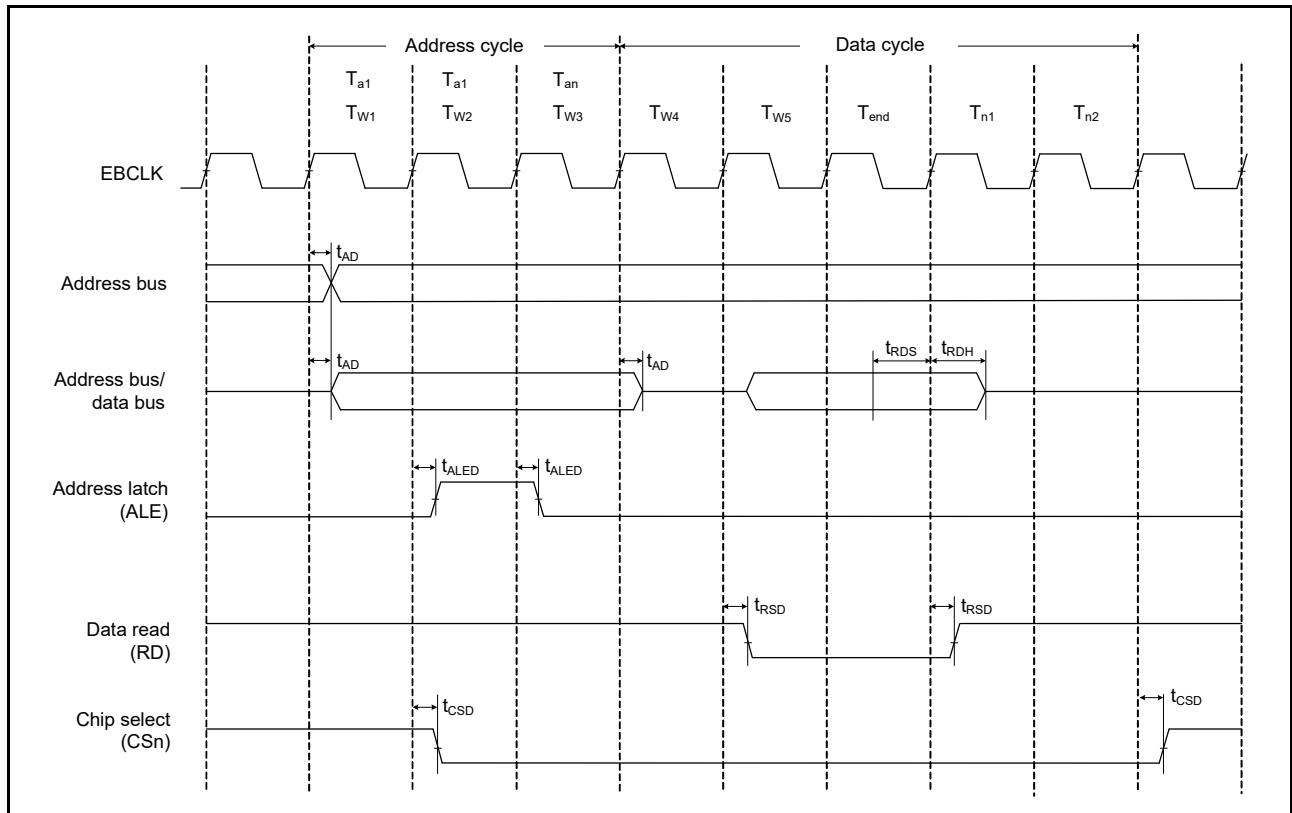 Address cycle Data cycle
Ta1 Ta1 Tan
TW1 TW2 TW3 TW4 TW5 Tend Tn1 Tn2
EBCLK
tAD
Address bus
tAD tAD tRDS tRDH
Address bus/
data bus
tALED tALED
Address latch
(ALE)
tRSD tRSD
Data read
(RD)
tCSD tCSD
Chip select
(CSn)